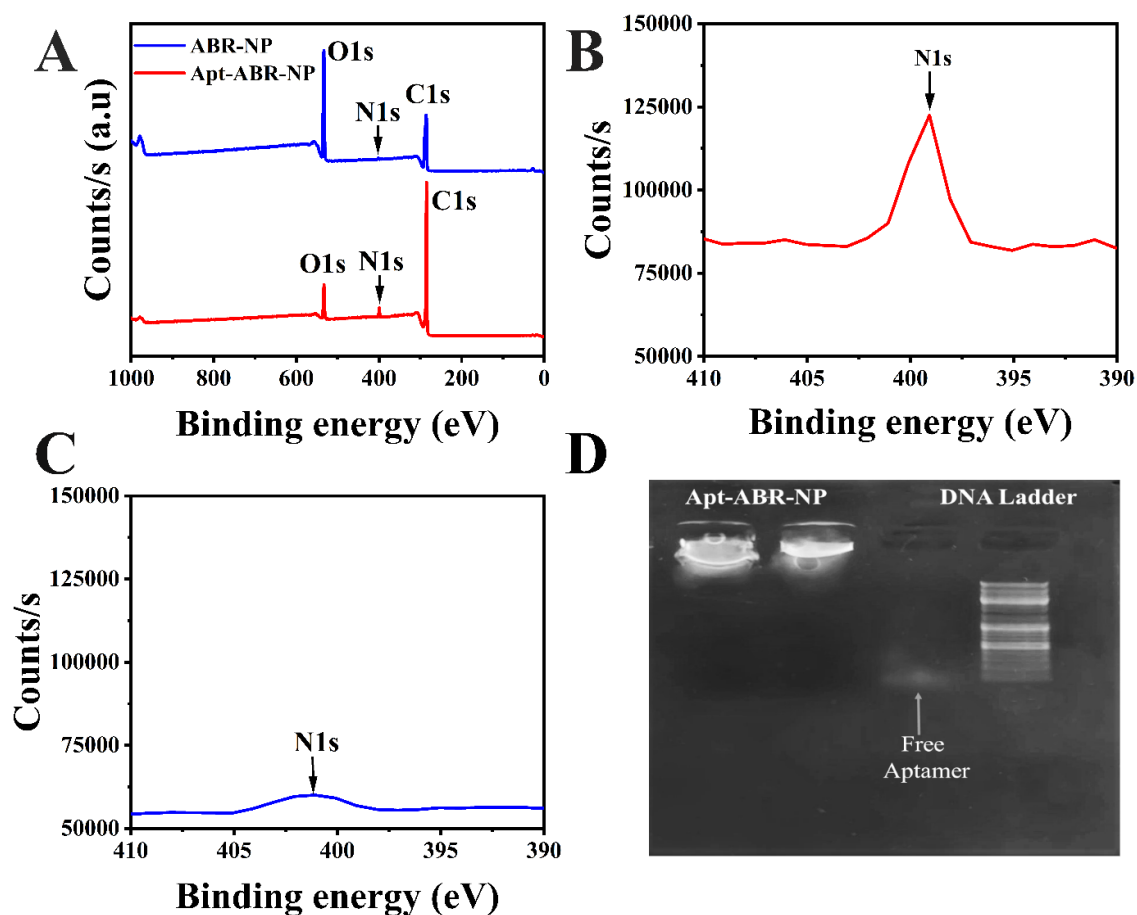 A
ABR-NP
Apt-ABR-NP
O1s
N1s
C1s
O1s
N1s
C1s
Counts/s (a.u)
1000 800 600 400 200 0
Binding energy (eV)
B
N1s
150000
125000
100000
75000
50000
Counts/s
410 405 400 395 390
Binding energy (eV)
C
N1s
150000
125000
100000
75000
50000
Counts/s
410 405 400 395 390
Binding energy (eV)
D
Apt-ABR-NP DNA Ladder
Free
Aptamer